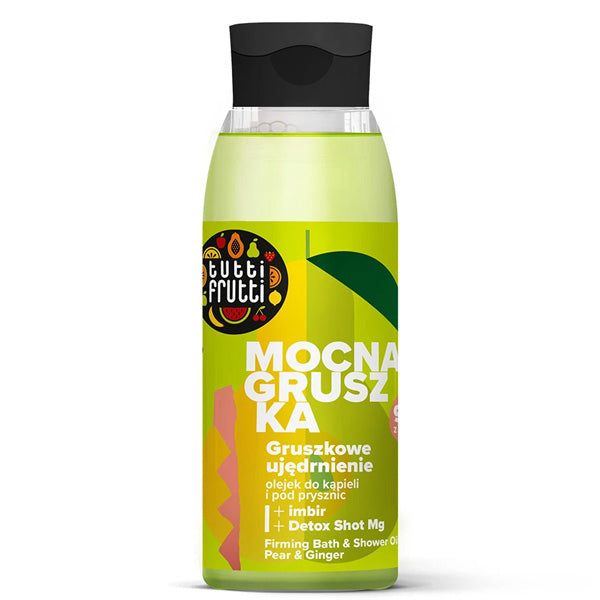 tutti
frutti
MOCNA
GRUSZ
KA
Gruszkowe
ujędrnienie
olejek do kąpieli
i pod prysznic
+ imbir
+ Detox Shot Mg
Firming Bath & Shower Oi
Pear & Ginger